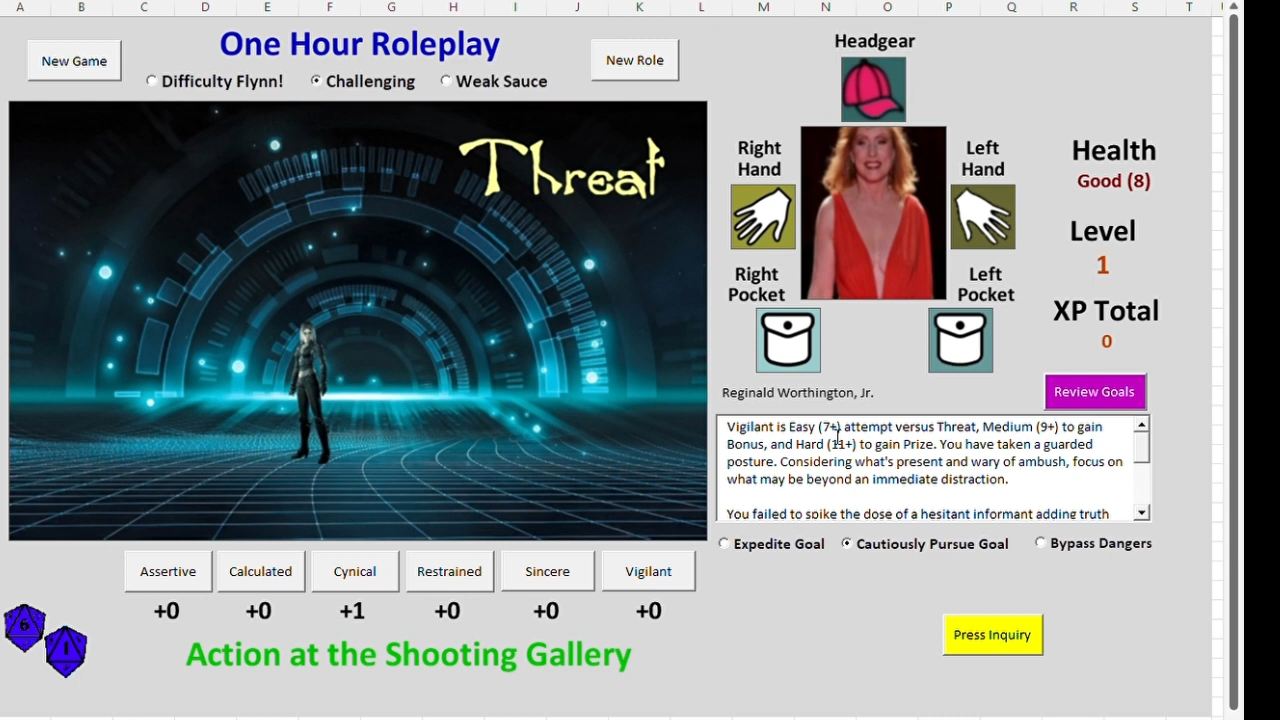 A B C D E F G H I J K L M N O P Q R S T
One Hour Roleplay
New Game
New Role
Difficulty Flynn!
Challenging
Weak Sauce
Threat
Headgear
Right
Hand
Left
Hand
Right
Pocket
Left
Pocket
Health
Good (8)
Level
1
XP Total
0
Reginald Worthington, Jr.
Review Goals
Vigilant is Easy (7+) attempt versus Threat, Medium (9+) to gain
Bonus, and Hard (11+) to gain Prize. You have taken a guarded
posture. Considering what's present and wary of ambush, focus on
what may be beyond an immediate distraction.
You failed to spike the dose of a hesitant informant adding truth
Expedite Goal
Cautiously Pursue Goal
Bypass Dangers
Assertive
Calculated
Cynical
Restrained
Sincere
Vigilant
+0
+0
+1
+0
+0
+0
6
1
Action at the Shooting Gallery
Press Inquiry